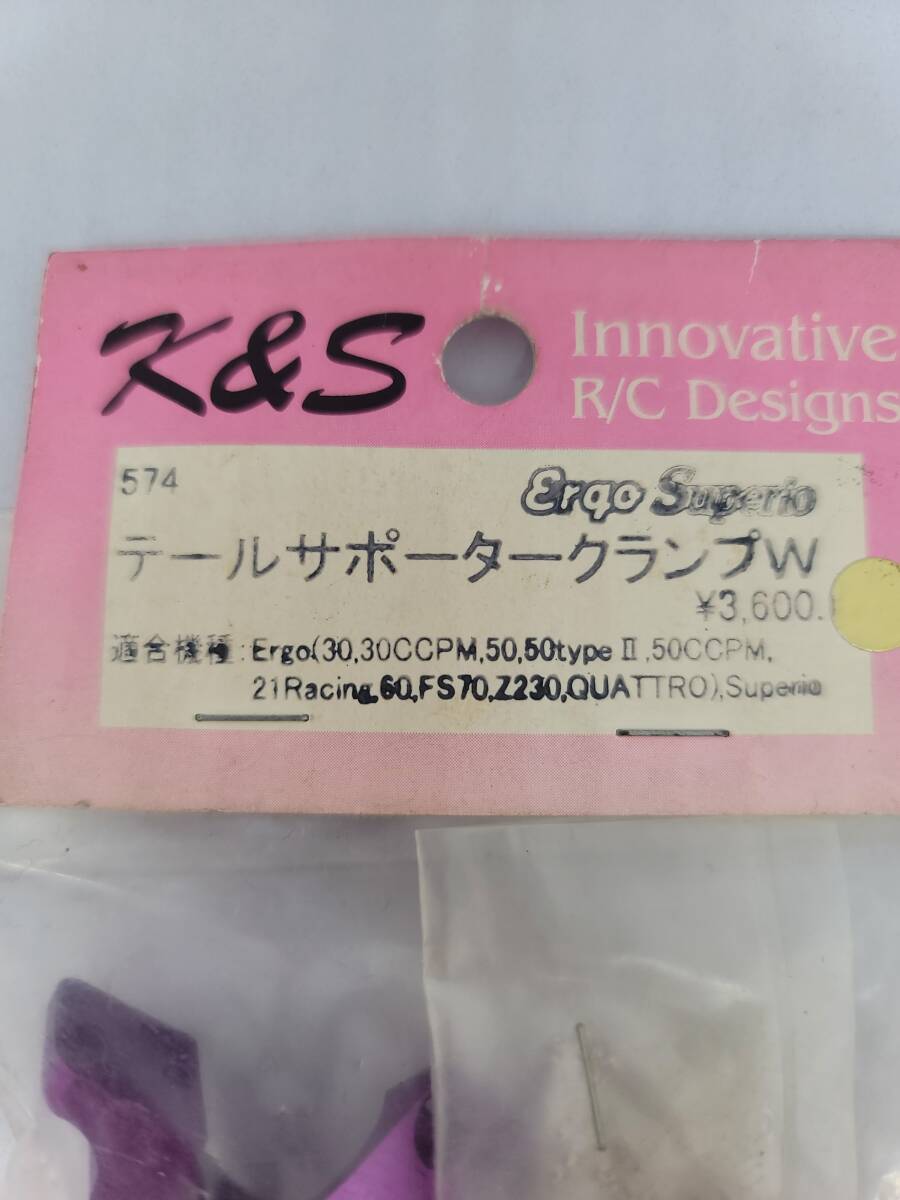 K&S
Innovative
R/C Designs
574
Ergo Superio
テールサポータークランプW
¥3,600.
適合機種:Ergo(30,30CCPM,50,50typeⅡ,50CCPM,
21Racing,60,FS70,Z230,QUATTRO),Superio